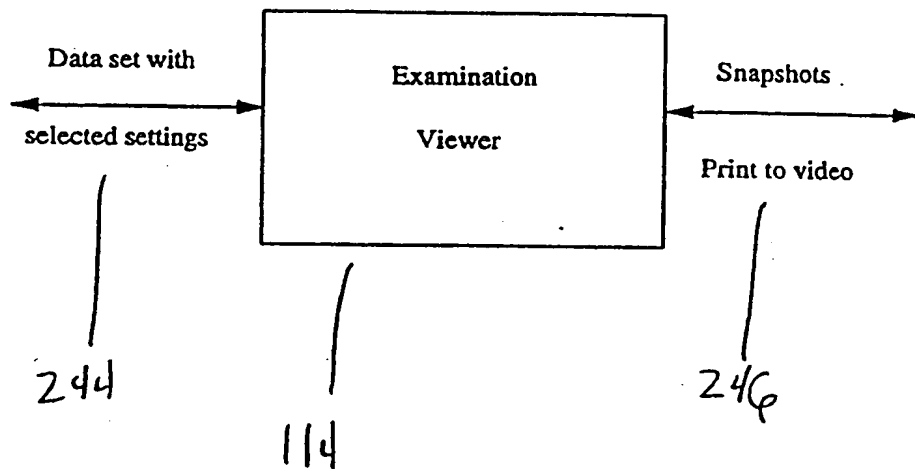 Data set with
selected settings
Examination
Viewer
Snapshots
Print to video
244
114
246